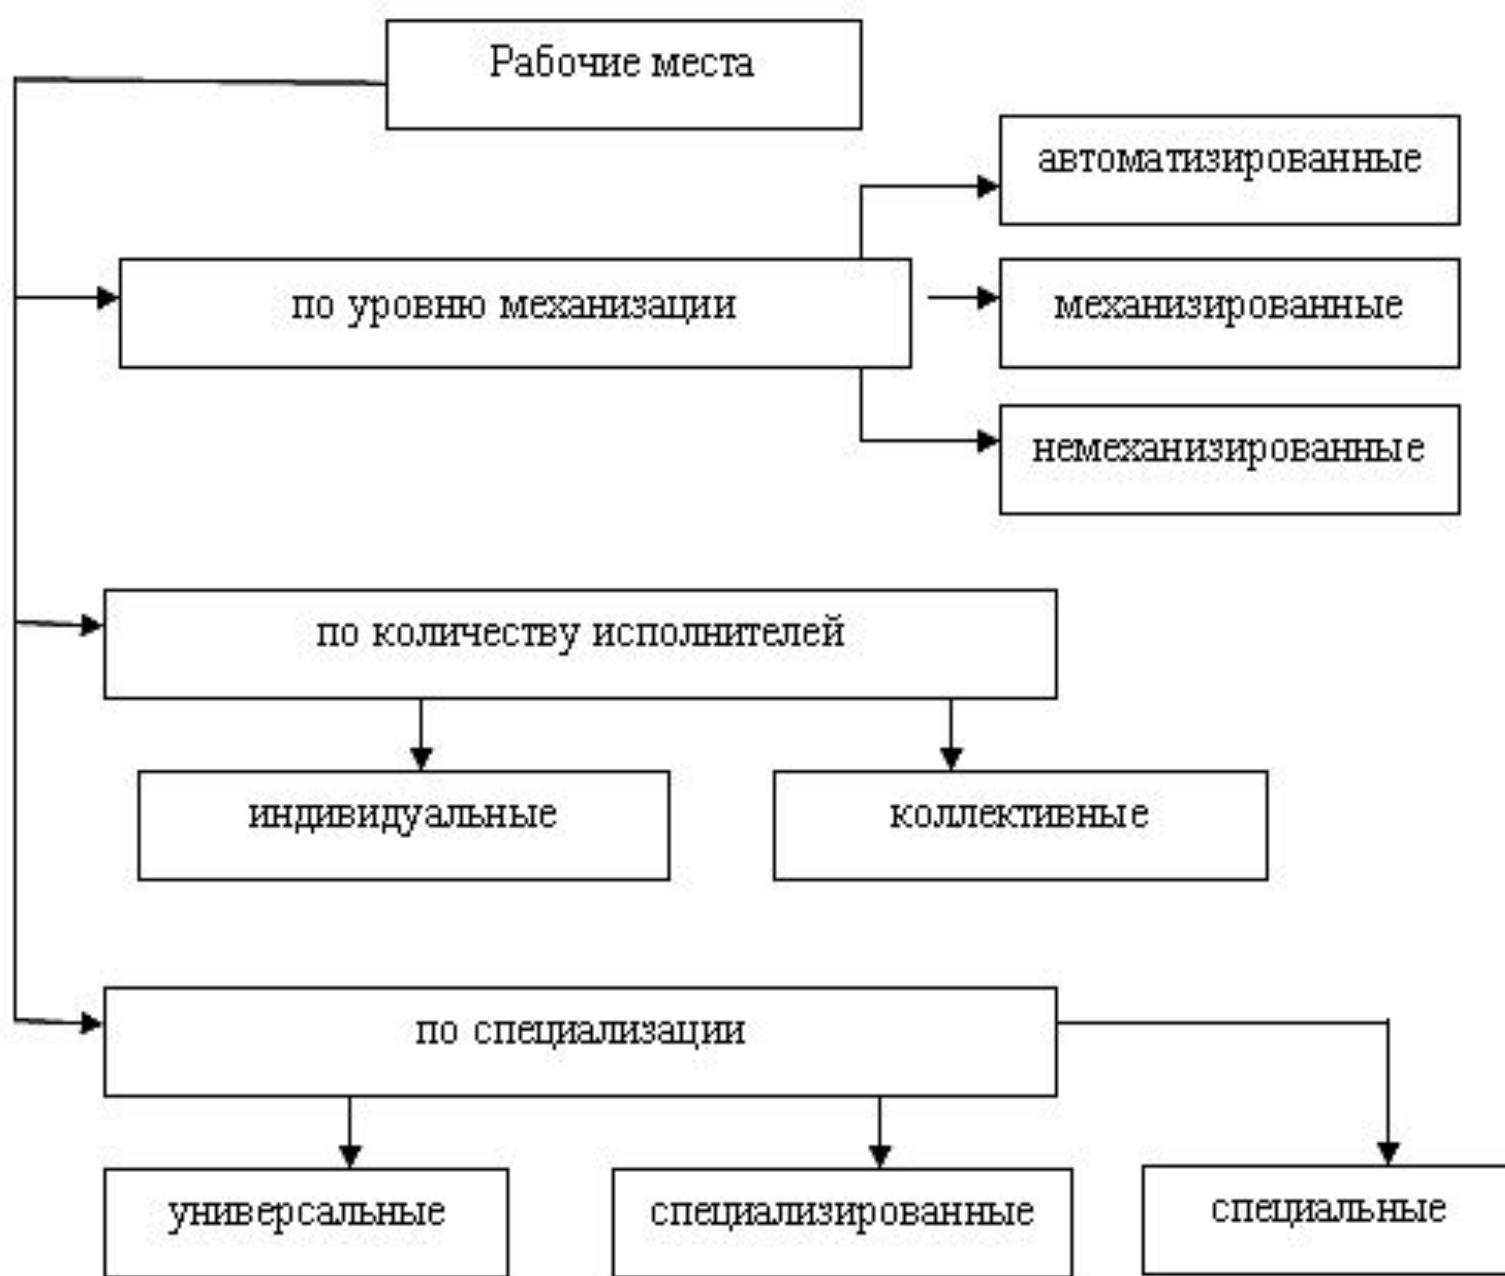 Рабочие места
автоматизированные
по уровню механизации
механизированные
немеханизированные
по количеству исполнителей
индивидуальные
коллективные
по специализации
универсальные
специализированные
специальные